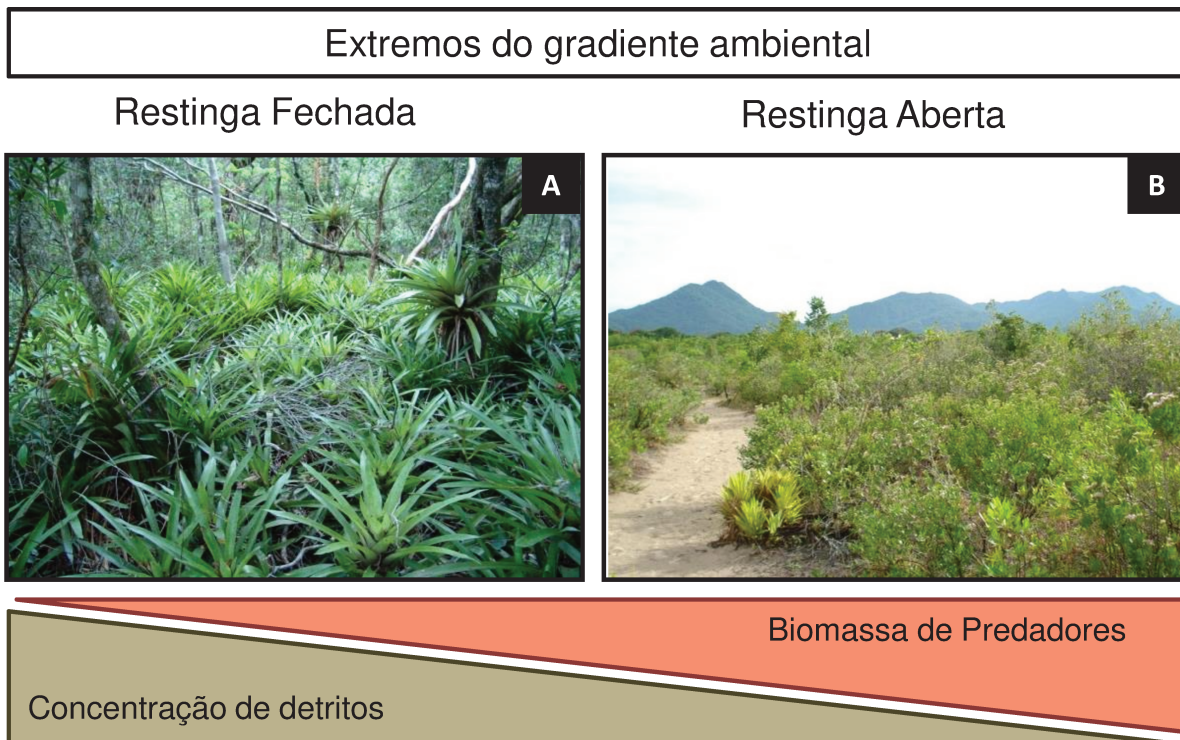 Extremos do gradiente ambiental
Restinga Fechada
Restinga Aberta
A
B
Biomassa de Predadores
Concentração de detritos